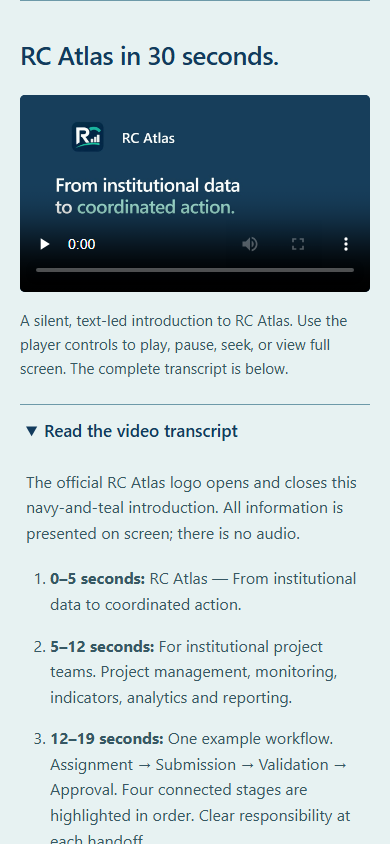 RC Atlas in 30 seconds.
RC
RC Atlas
From institutional data
to coordinated action.
0:00
A silent, text-led introduction to RC Atlas. Use the
player controls to play, pause, seek, or view full
screen. The complete transcript is below.
▼ Read the video transcript
The official RC Atlas logo opens and closes this
navy-and-teal introduction. All information is
presented on screen; there is no audio.
1. 0–5 seconds: RC Atlas — From institutional
data to coordinated action.
2. 5–12 seconds: For institutional project
teams. Project management, monitoring,
indicators, analytics and reporting.
3. 12–19 seconds: One example workflow.
Assignment → Submission → Validation →
Approval. Four connected stages are
highlighted in order. Clear responsibility at
each handoff.